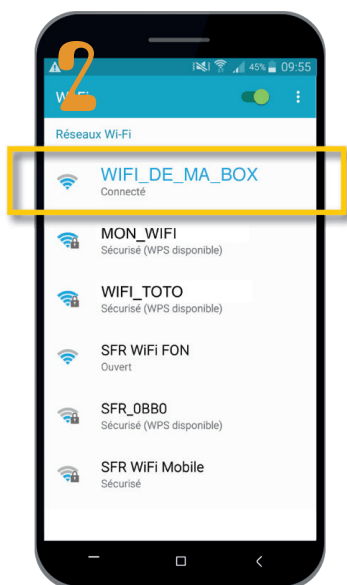 2
45% 09:55
Réseaux Wi-Fi
WIFI_DE_MA_BOX
Connecté
MON_WIFI
Sécurisé (WPS disponible)
WIFI_TOTO
Sécurisé (WPS disponible)
SFR WiFi FON
Ouvert
SFR_0BB0
Sécurisé (WPS disponible)
SFR WiFi Mobile
Sécurisé